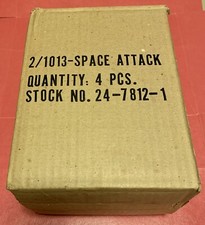 2/1013-SPACE ATTACK
QUANTITY: 4 PCS.
STOCK NO. 24-7812-1